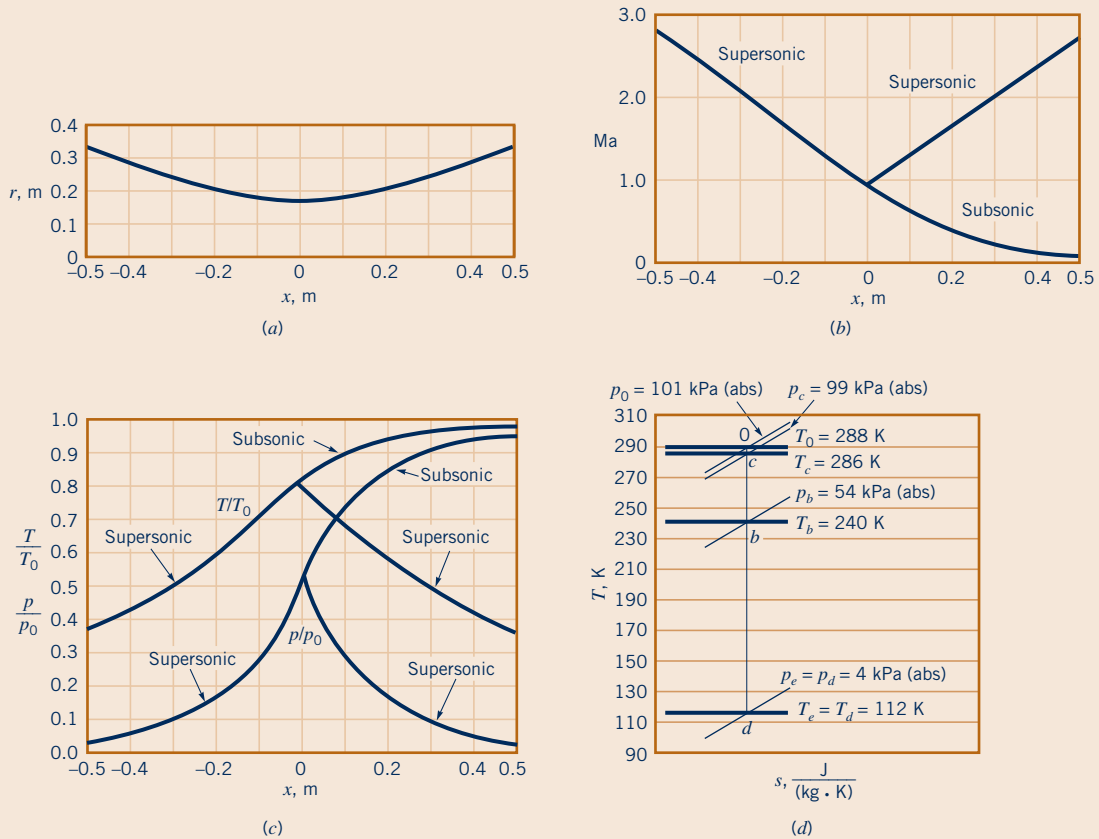 0.4
0.3
r, m 0.2
0.1
0
–0.5 –0.4 –0.2 0 0.2 0.4 0.5
x, m
(a)
3.0
2.0
Ma
1.0
0
Supersonic
Supersonic
Subsonic
–0.5 –0.4 –0.2 0 0.2 0.4 0.5
x, m
(b)
1.0
0.9
0.8
0.7
0.6
0.5
0.4
0.3
0.2
0.1
0.0
T
T0
p
p0
Subsonic
Subsonic
T/T0
Supersonic
Supersonic
p/p0
Supersonic
Supersonic
–0.5 –0.4 –0.2 0 0.2 0.4 0.5
x, m
(c)
p0 = 101 kPa (abs) pc = 99 kPa (abs)
310
290
270
250
230
210
190
170
150
130
110
90
T, K
0
T0 = 288 K
c
Tc = 286 K
pb = 54 kPa (abs)
Tb = 240 K
b
pe = pd = 4 kPa (abs)
Te = Td = 112 K
d
s, J
(kg • K)
(d)